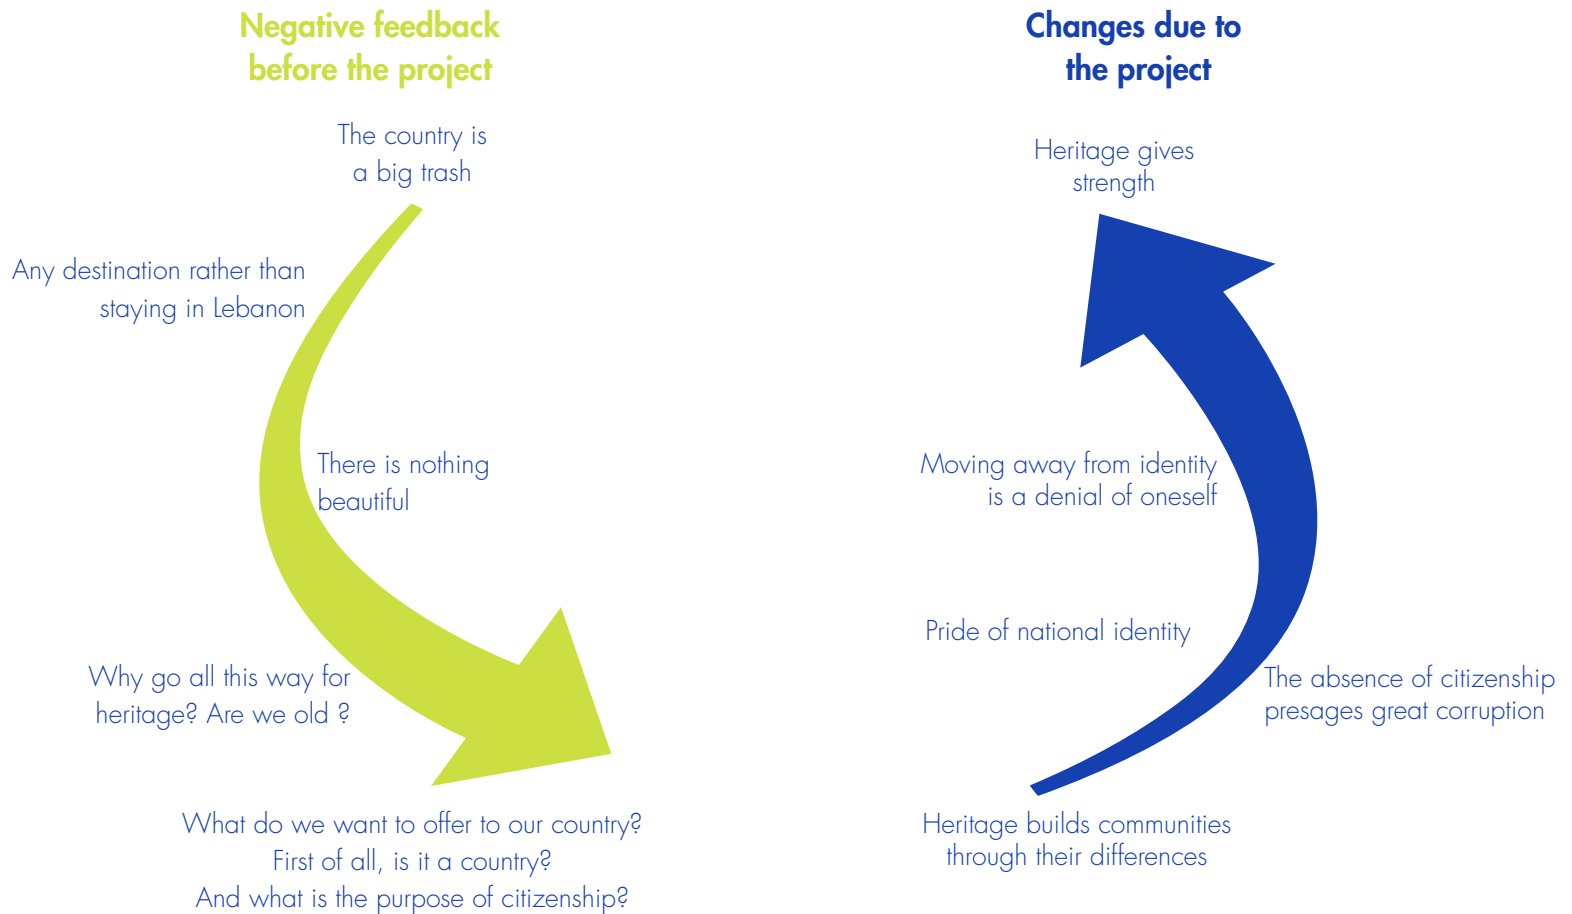 Negative feedback
before the project
The country is
a big trash
Any destination rather than
staying in Lebanon
There is nothing
beautiful
Why go all this way for
heritage? Are we old ?
What do we want to offer to our country?
First of all, is it a country?
And what is the purpose of citizenship?
Changes due to
the project
Heritage gives
strength
Moving away from identity
is a denial of oneself
Pride of national identity
The absence of citizenship
presages great corruption
Heritage builds communities
through their differences